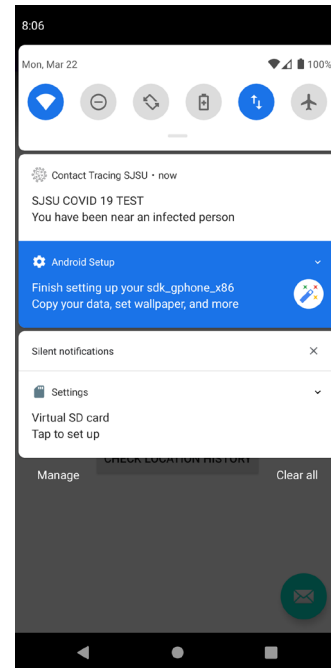 8:06
Mon, Mar 22
100%
Contact Tracing SJSU • now
SJSU COVID 19 TEST
You have been near an infected person
Android Setup
Finish setting up your sdk_gphone_x86
Copy your data, set wallpaper, and more
Silent notifications
Settings
Virtual SD card
Tap to set up
CHECK LOCATION HISTORY
Manage
Clear all